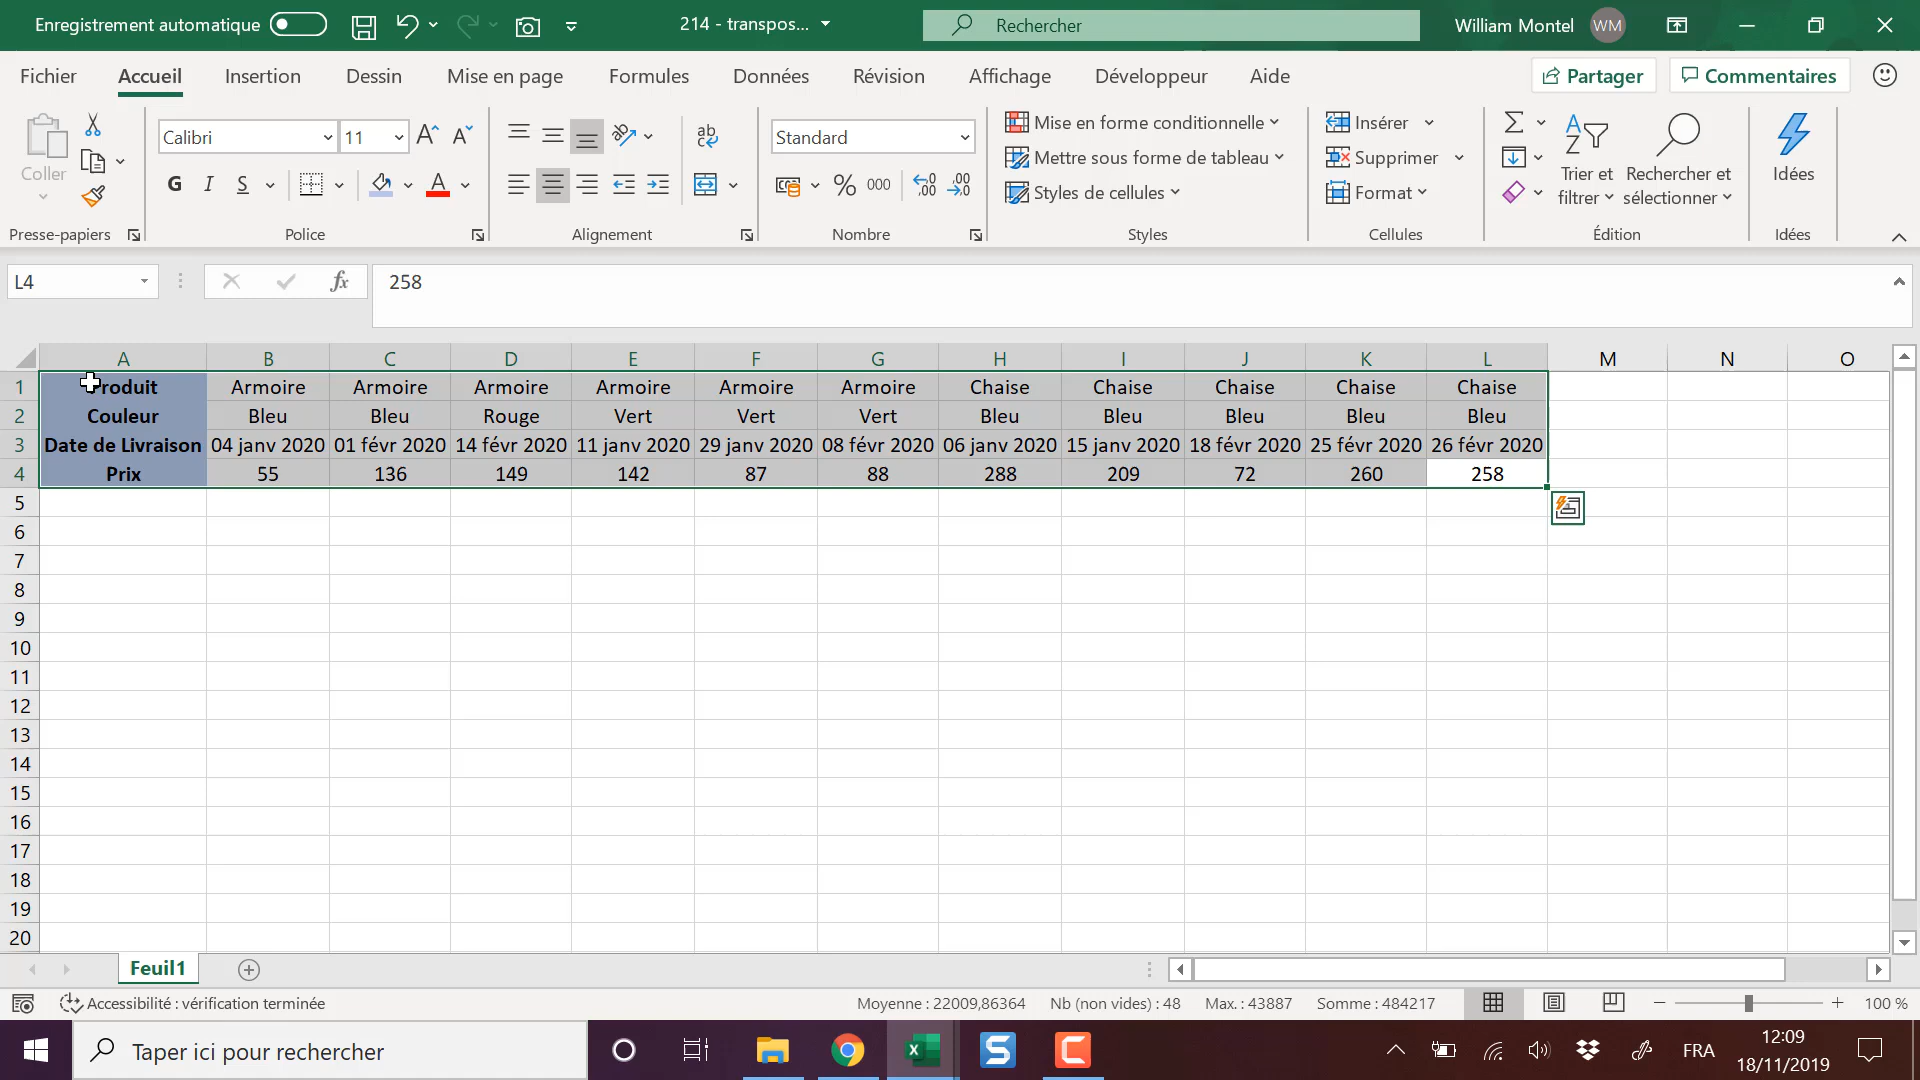 Enregistrement automatique
214 - transpos...
Rechercher
William Montel
WM
Fichier Accueil Insertion Dessin Mise en page Formules Données Révision Affichage Développeur Aide
Partager
Commentaires
Coller
Presse-papiers
Calibri
11
G I S
Police
ab
Alignement
Standard
% 000
Nombre
Mise en forme conditionnelle
Mettre sous forme de tableau
Styles de cellules
Styles
Insérer
Supprimer
Format
Cellules
Trier et
filtrer
Rechercher et
sélectionner
Édition
Idées
Idées
L4
fx
258
A B C D E F G H I J K L M N O
1 Produit Armoire Armoire Armoire Armoire Armoire Armoire Chaise Chaise Chaise Chaise Chaise
2 Couleur Bleu Bleu Rouge Vert Vert Vert Bleu Bleu Bleu Bleu Bleu
3 Date de Livraison 04 janv 2020 01 févr 2020 14 févr 2020 11 janv 2020 29 janv 2020 08 févr 2020 06 janv 2020 15 janv 2020 18 févr 2020 25 févr 2020 26 févr 2020
4 Prix 55 136 149 142 87 88 288 209 72 260 258
5
6
7
8
9
10
11
12
13
14
15
16
17
18
19
20
Feuil1
Accessibilité : vérification terminée
Moyenne : 22009,86364 Nb (non vides) : 48 Max. : 43887 Somme : 484217
100 %
Taper ici pour rechercher
FRA
12:09
18/11/2019